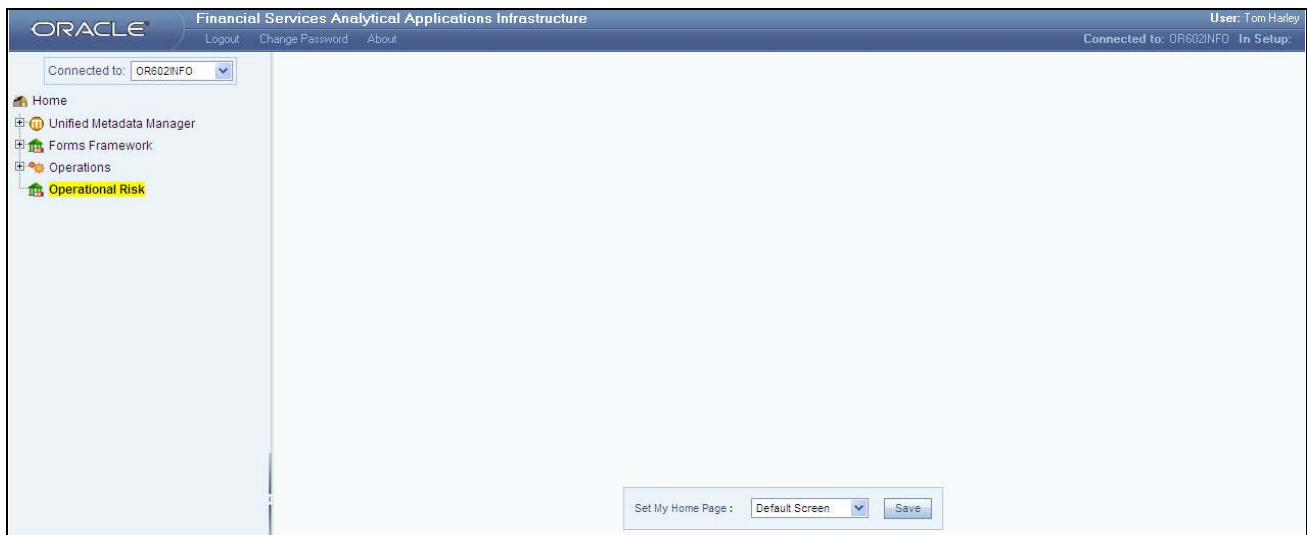 ORACLE
Financial Services Analytical Applications Infrastructure
User: Tom Harley
Logout Change Password About
Connected to: OR602INFO In Setup:
Connected to: OR602INFO
Home
Unified Metadata Manager
Forms Framework
Operations
Operational Risk
Set My Home Page : Default Screen Save